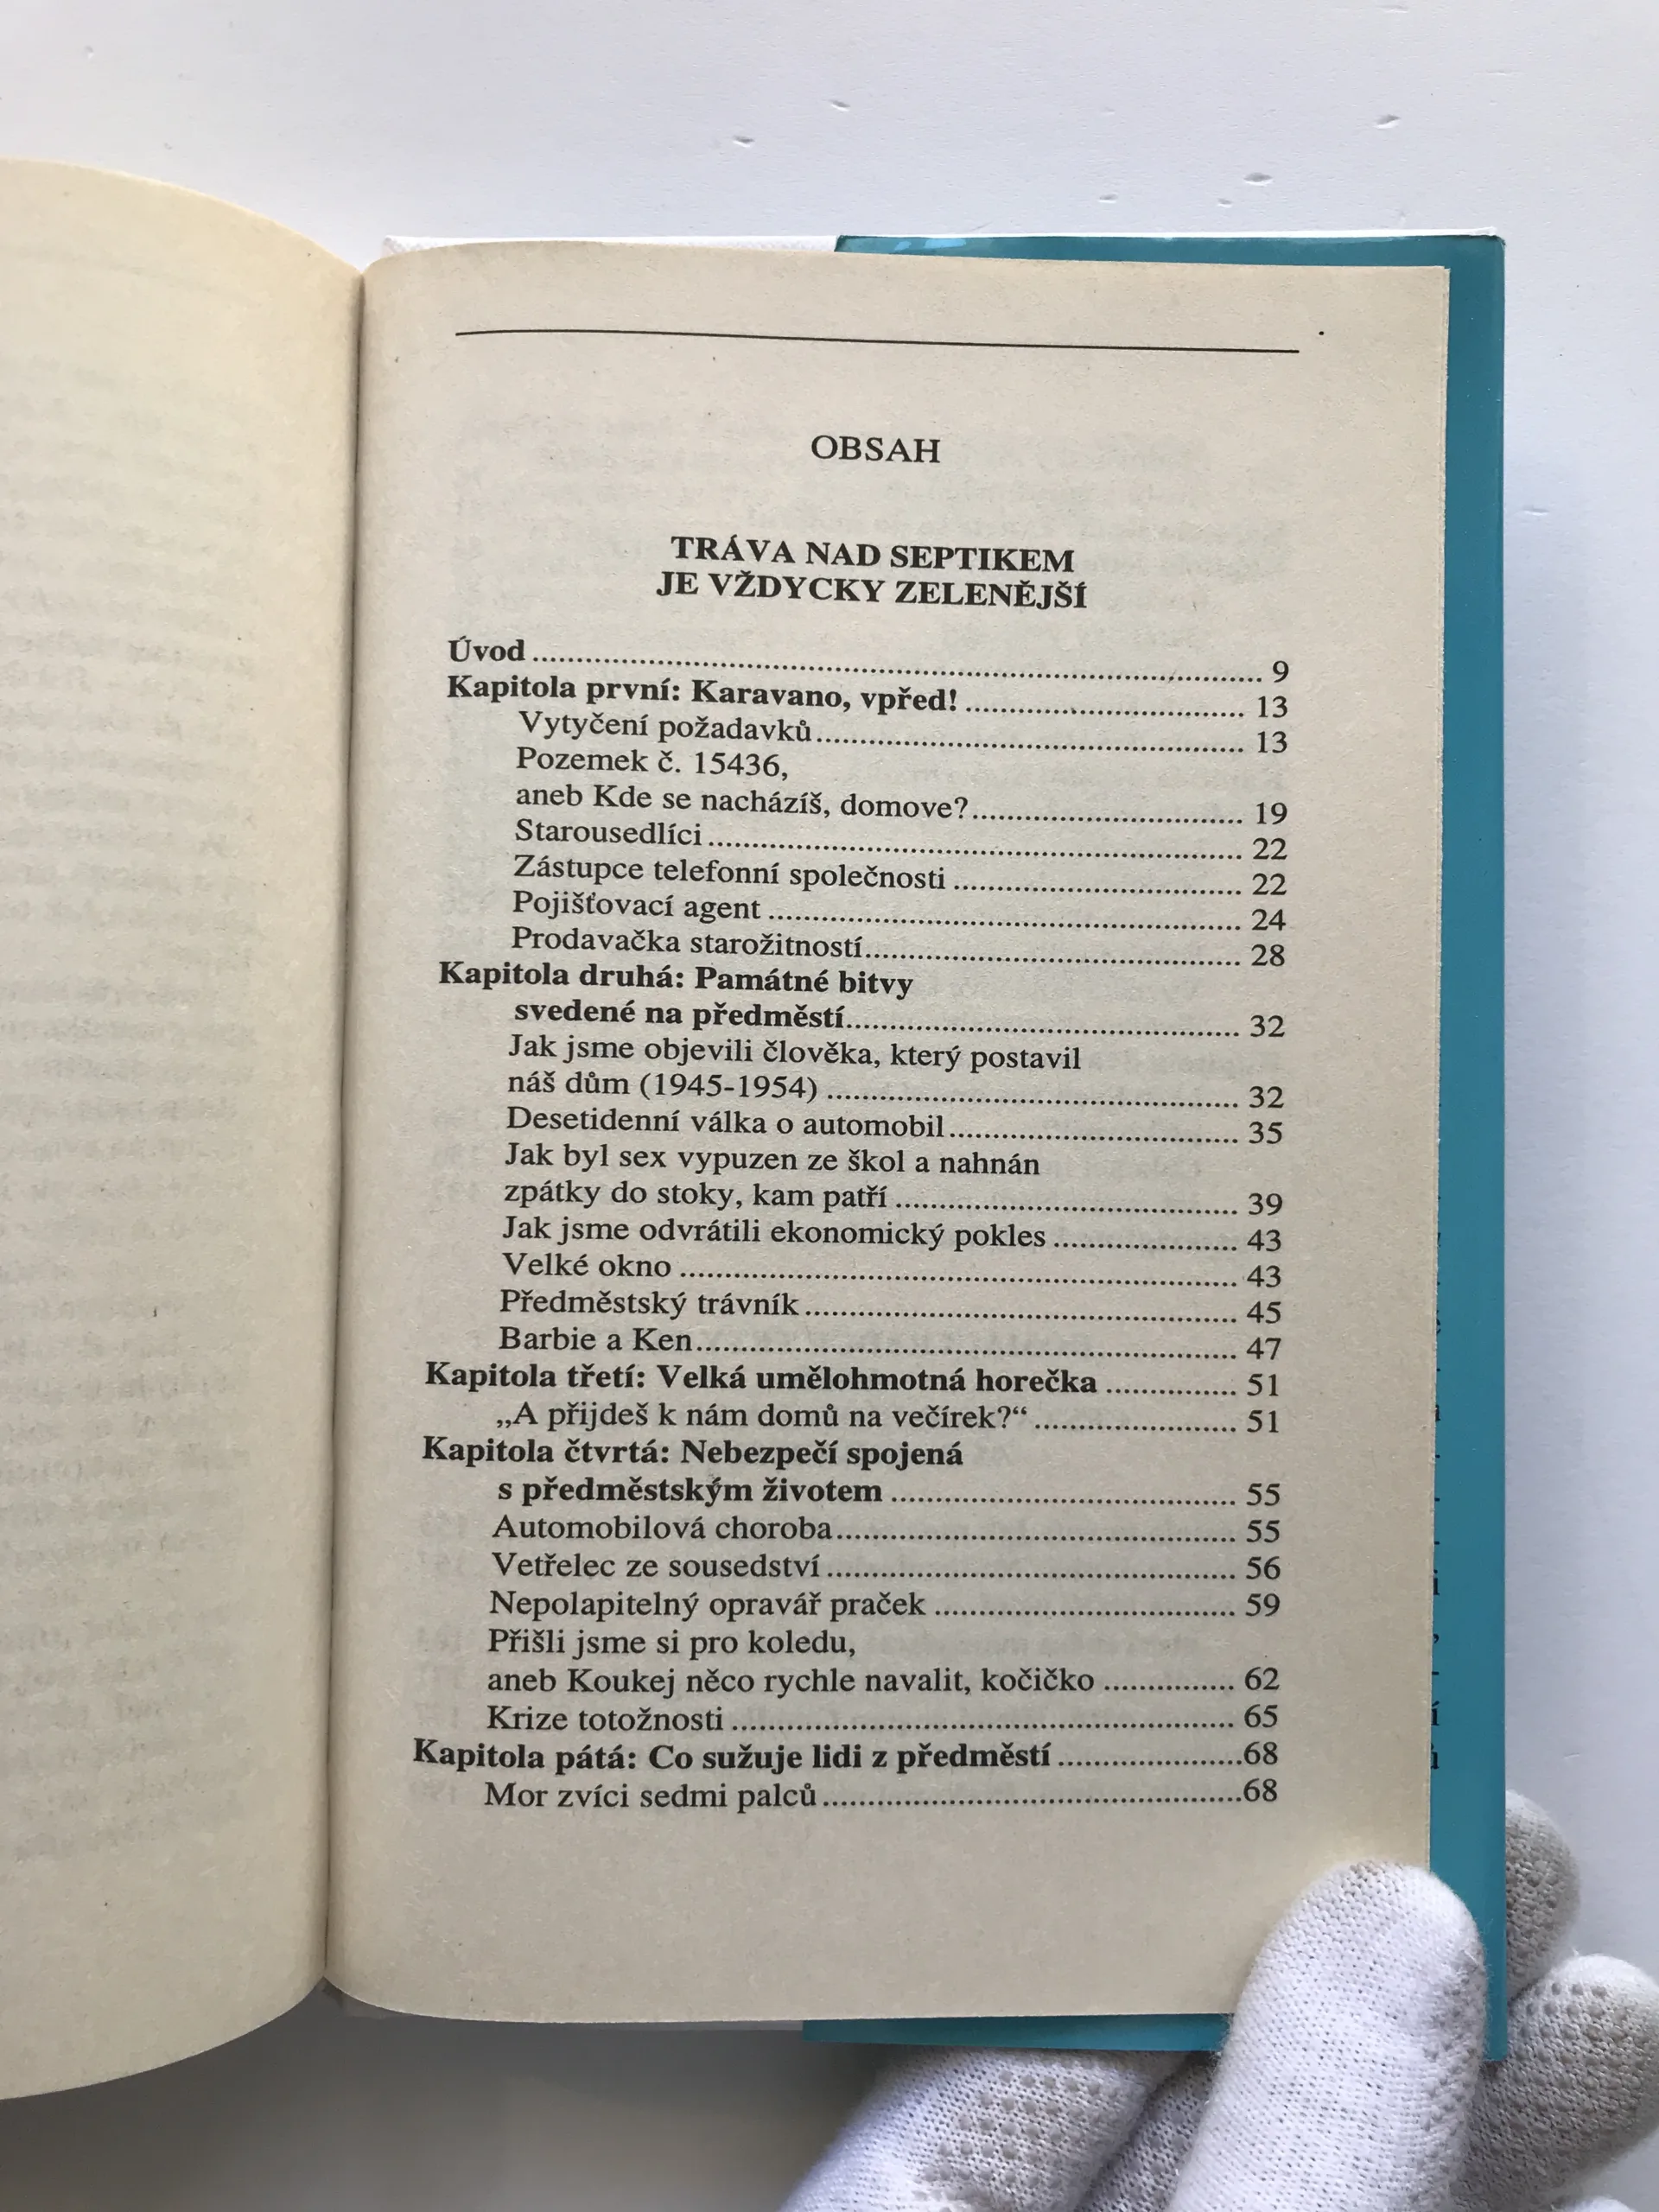 OBSAH
TRÁVA NAD SEPTIKEM
JE VŽDYCKY ZELENĚJŠÍ
Úvod ........ 9
Kapitola první: Karavano, vpřed! ........ 13
Vytyčení požadavků ........ 13
Pozemek č. 15436,
aneb Kde se nacházíš, domove? ........ 19
Starousedlíci ........ 22
Zástupce telefonní společnosti ........ 22
Pojišťovací agent ........ 24
Prodavačka starožitností ........ 28
Kapitola druhá: Památné bitvy
svedené na předměstí ........ 32
Jak jsme objevili člověka, který postavil
náš dům (1945-1954) ........ 32
Desetidenní válka o automobil ........ 35
Jak byl sex vypuzen ze škol a nahnán
zpátky do stoky, kam patří ........ 39
Jak jsme odvrátili ekonomický pokles ........ 43
Velké okno ........ 43
Předměstský trávník ........ 45
Barbie a Ken ........ 47
Kapitola třetí: Velká umělohmotná horečka ........ 51
„A přijdeš k nám domů na večírek?“ ........ 51
Kapitola čtvrtá: Nebezpečí spojená
s předměstským životem ........ 55
Automobilová choroba ........ 55
Vetřelec ze sousedství ........ 56
Nepolapitelný opravář praček ........ 59
Přišli jsme si pro koledu,
aneb Koukej něco rychle navalit, kočičko ........ 62
Krize totožnosti ........ 65
Kapitola pátá: Co sužuje lidi z předměstí ........ 68
Mor zvíci sedmi palců ........ 68